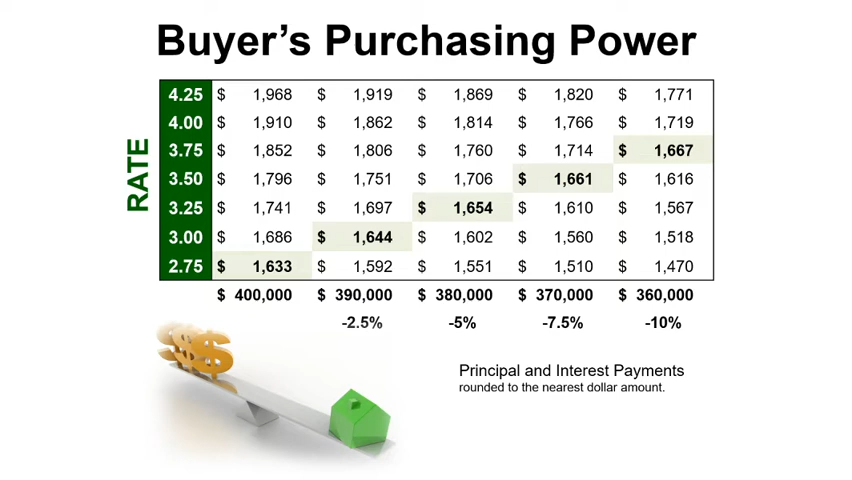 Buyer's Purchasing Power
RATE
4.25 $ 1,968 $ 1,919 $ 1,869 $ 1,820 $ 1,771
4.00 $ 1,910 $ 1,862 $ 1,814 $ 1,766 $ 1,719
3.75 $ 1,852 $ 1,806 $ 1,760 $ 1,714 $ 1,667
3.50 $ 1,796 $ 1,751 $ 1,706 $ 1,661 $ 1,616
3.25 $ 1,741 $ 1,697 $ 1,654 $ 1,610 $ 1,567
3.00 $ 1,686 $ 1,644 $ 1,602 $ 1,560 $ 1,518
2.75 $ 1,633 $ 1,592 $ 1,551 $ 1,510 $ 1,470
$ 400,000 $ 390,000 $ 380,000 $ 370,000 $ 360,000
-2.5% -5% -7.5% -10%
$$$
Principal and Interest Payments
rounded to the nearest dollar amount.